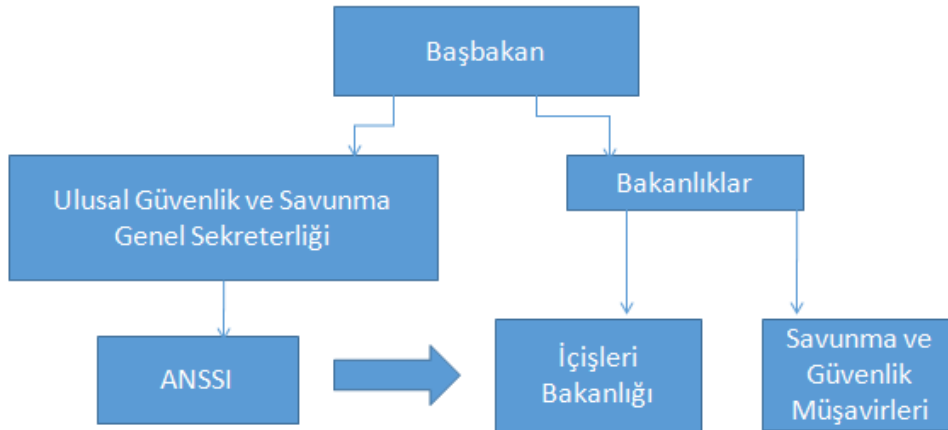 Başbakan
Ulusal Güvenlik ve Savunma
Genel Sekreterliği
Bakanlıklar
ANSSI
İçişleri
Bakanlığı
Savunma ve
Güvenlik
Müşavirleri